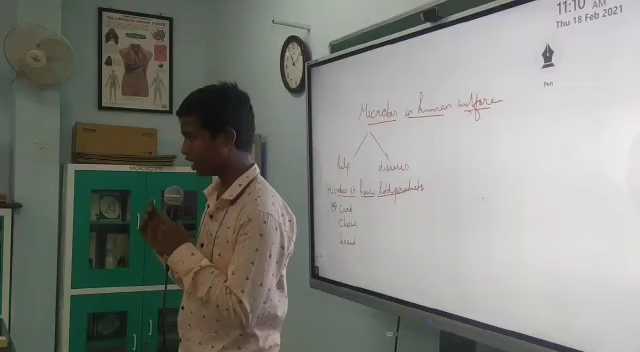 11:10 AM
Thu 18 Feb 2021
Pen
Microbes in human welfare
help diseases
Microbes in house hold products
Curd
Cheese
bread
MICROSCOPE